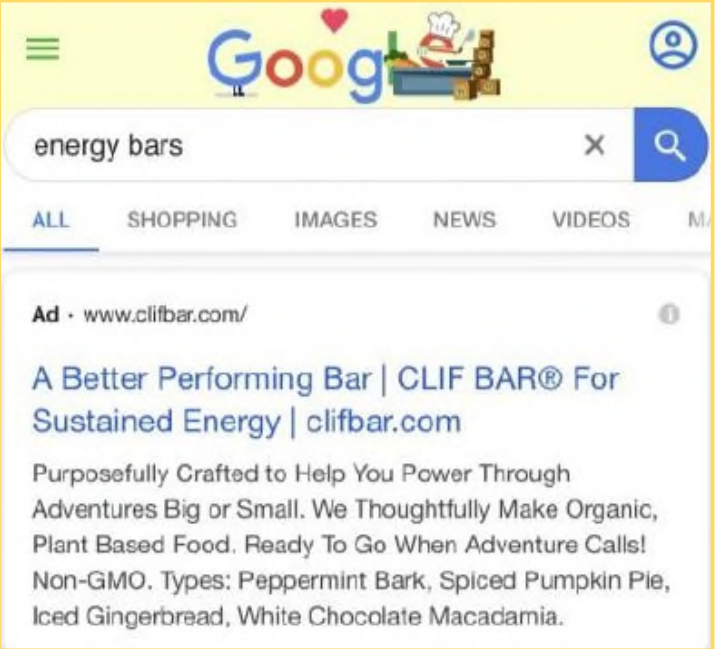 Goog
energy bars
ALL SHOPPING IMAGES NEWS VIDEOS
Ad · www.clifbar.com/
A Better Performing Bar | CLIF BAR® For
Sustained Energy | clifbar.com
Purposefully Crafted to Help You Power Through
Adventures Big or Small. We Thoughtfully Make Organic,
Plant Based Food. Ready To Go When Adventure Calls!
Non-GMO. Types: Peppermint Bark, Spiced Pumpkin Pie,
Iced Gingerbread, White Chocolate Macadamia.